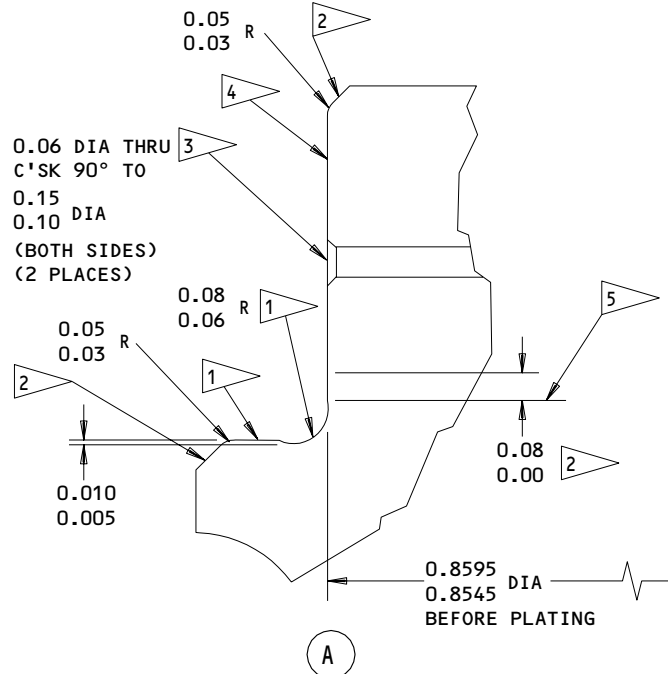 0.05
0.03 R
2
4
0.06 DIA THRU 3
C'SK 90° TO
0.15
0.10 DIA
(BOTH SIDES)
(2 PLACES)
0.08
0.06 R 1
5
0.05
0.03 R
1
2
0.08
0.00 2
0.010
0.005
0.8595
0.8545 DIA
BEFORE PLATING
A